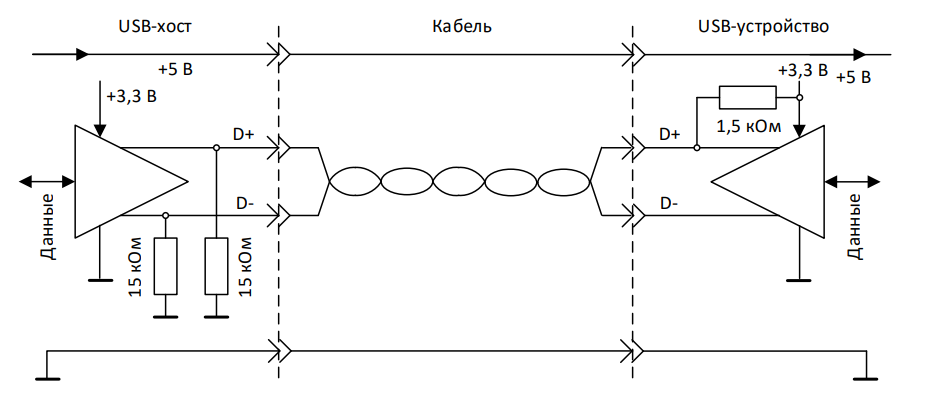 USB-хост
Кабель
USB-устройство
+5 В
+3,3 В
+3,3 В
+5 В
1,5 кОм
D+
D+
D-
D-
Данные
15 кОм
15 кОм
Данные